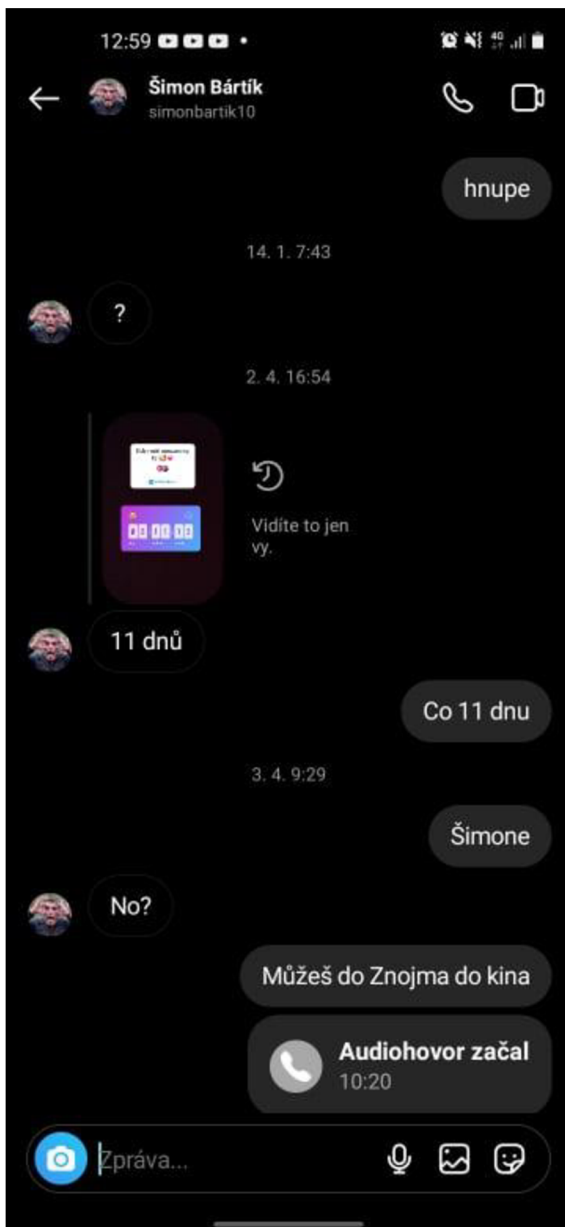 12:59
4G
Šimon Bártík
simonbartik10
hnupe
14. 1. 7:43
?
2. 4. 16:54
Vidíte to jen
vy.
11 dnů
Co 11 dnu
3. 4. 9:29
Šimone
No?
Můžeš do Znojma do kina
Audiohovor začal
10:20
Zpráva...